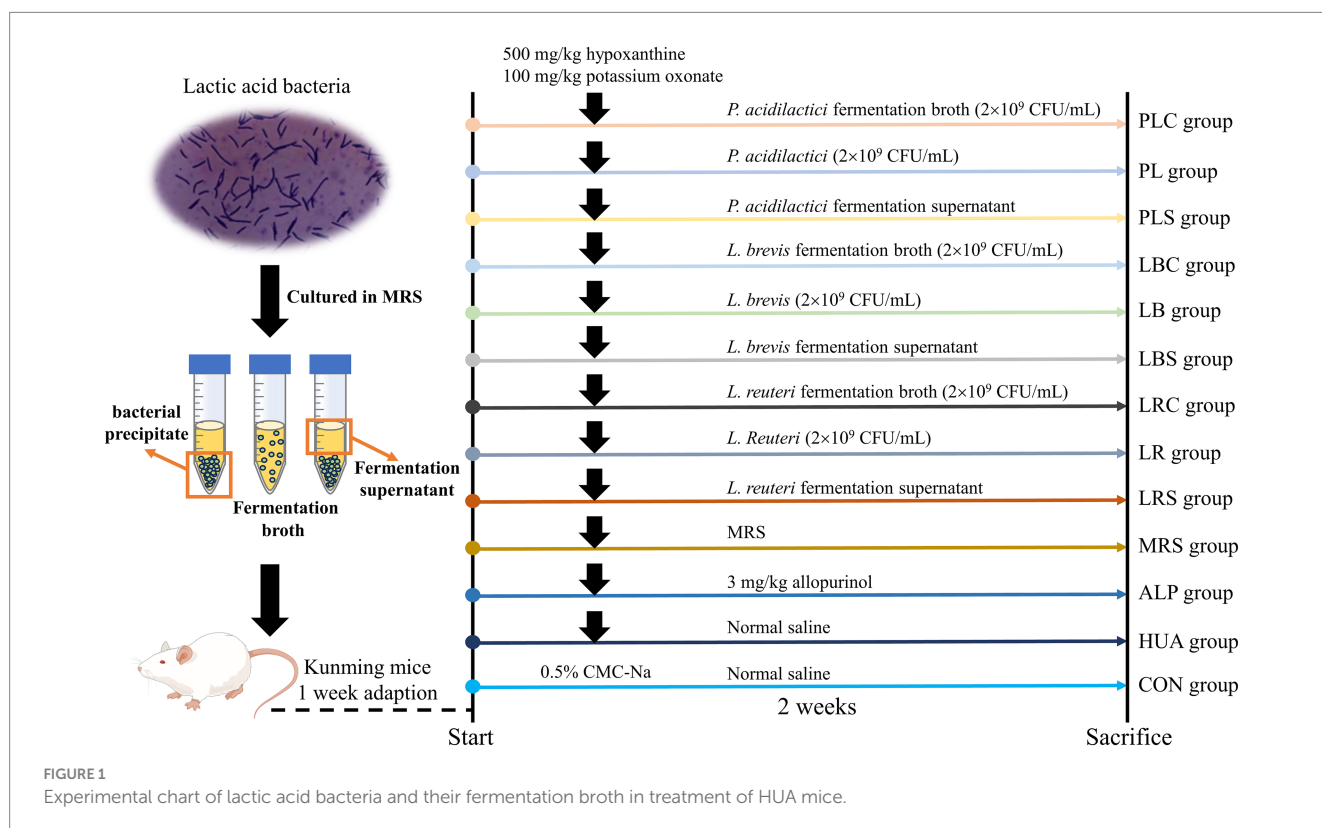 500 mg/kg hypoxanthine
100 mg/kg potassium oxonate
Lactic acid bacteria
Cultured in MRS
bacterial
precipitate
Fermentation
supernatant
Fermentation
broth
Kunming mice
1 week adaption
P. acidilactici fermentation broth (2×10⁹ CFU/mL)
PLC group
P. acidilactici (2×10⁹ CFU/mL)
PL group
P. acidilactici fermentation supernatant
PLS group
L. brevis fermentation broth (2×10⁹ CFU/mL)
LBC group
L. brevis (2×10⁹ CFU/mL)
LB group
L. brevis fermentation supernatant
LBS group
L. reuteri fermentation broth (2×10⁹ CFU/mL)
LRC group
L. Reuteri (2×10⁹ CFU/mL)
LR group
L. reuteri fermentation supernatant
LRS group
MRS
MRS group
3 mg/kg allopurinol
ALP group
Normal saline
HUA group
0.5% CMC-Na
Normal saline
CON group
2 weeks
Start
Sacrifice
FIGURE 1
Experimental chart of lactic acid bacteria and their fermentation broth in treatment of HUA mice.